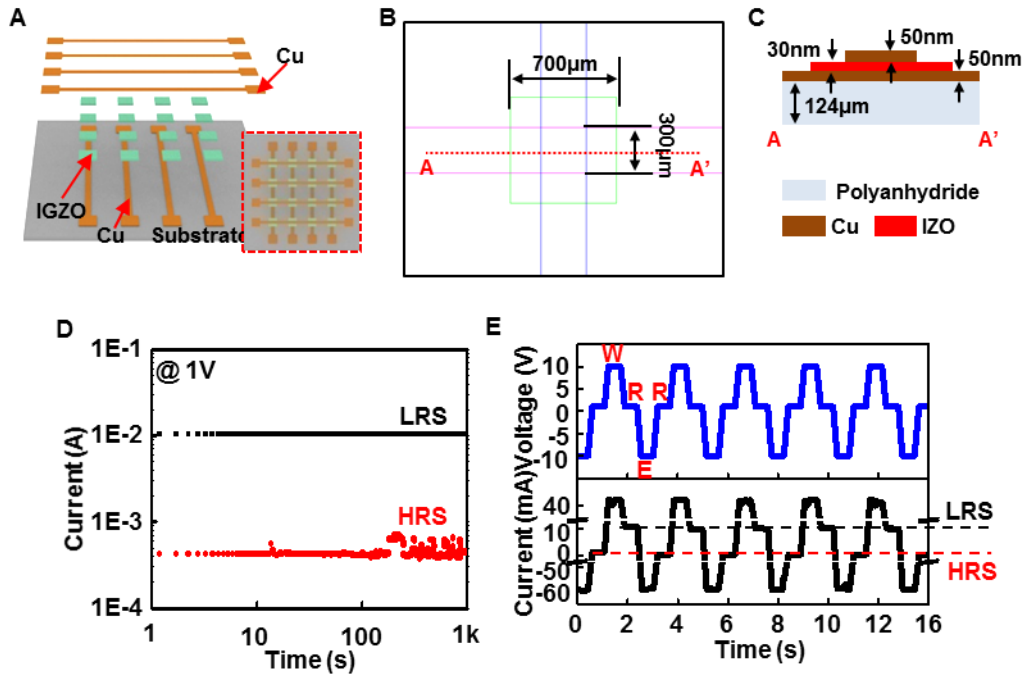 A
Cu
IGZO
Cu
Substrate
B
700µm
300µm
A
A'
C
30nm
50nm
50nm
124µm
A
A'
Polyanhydride
Cu
IZO
D
1E-1
@ 1V
LRS
1E-2
1E-3
HRS
1E-4
1
10
100
1k
Current (A)
Time (s)
E
W
R
R
E
10
5
0
-5
-10
Voltage (V)
40
10
0
-50
-60
Current (mA)
LRS
HRS
0
2
4
6
8
10
12
16
Time (s)